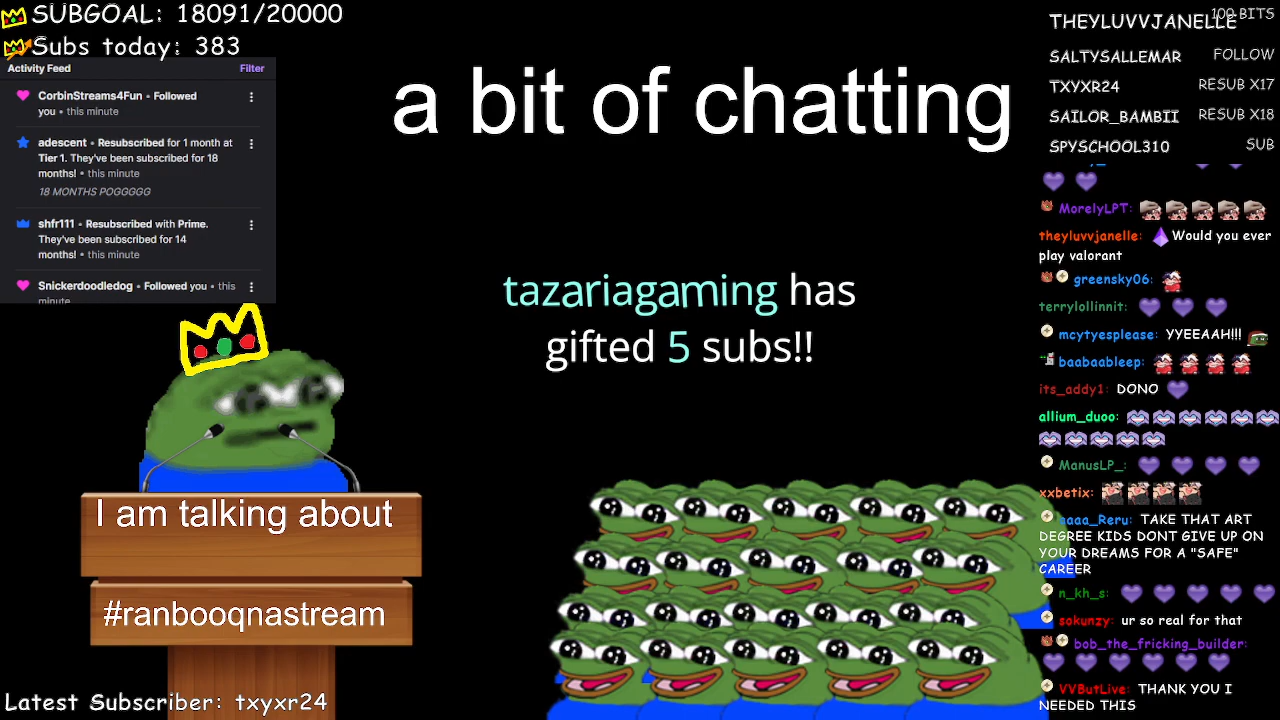 SUBGOAL: 18091/20000
Subs today: 383
Activity Feed
Filter
CorbinStreams4Fun • Followed
you • this minute
adescent • Resubscribed for 1 month at
Tier 1. They've been subscribed for 18
months! • this minute
18 MONTHS POGGGGG
shfr111 • Resubscribed with Prime.
They've been subscribed for 14
months! • this minute
Snickerdoodledog • Followed you • this
minute
a bit of chatting
tazariagaming has
gifted 5 subs!!
I am talking about
#ranbooqnastream
Latest Subscriber: txyxr24
THEYLUVVJANELLE 100 BITS
SALTYSALLEMAR FOLLOW
TXYXR24 RESUB X17
SAILOR_BAMBII RESUB X18
SPYSCHOOL310 SUB
MorelyLPT:
theyluvvjanelle: Would you ever
play valorant
greensky06:
terrylollinnit:
mcytyesplease: YYEEAAH!!!
baabaableep:
its_addy1: DONO
allium_duoo:
ManusLP_:
xxbetix:
aaaa_Reru: TAKE THAT ART
DEGREE KIDS DONT GIVE UP ON
YOUR DREAMS FOR A "SAFE"
CAREER
n_kh_s:
sokunzy: ur so real for that
bob_the_fricking_builder:
VVButLive: THANK YOU I
NEEDED THIS